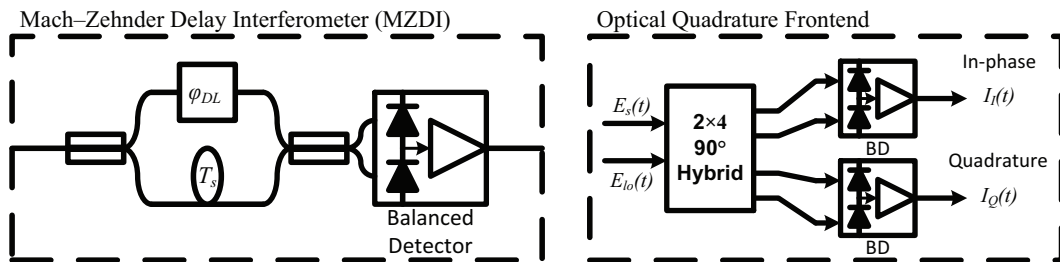 Mach–Zehnder Delay Interferometer (MZDI)
φDL
Ts
Balanced
Detector
Optical Quadrature Frontend
Es(t)
Elo(t)
2×4
90°
Hybrid
BD
BD
In-phase
II(t)
Quadrature
IQ(t)